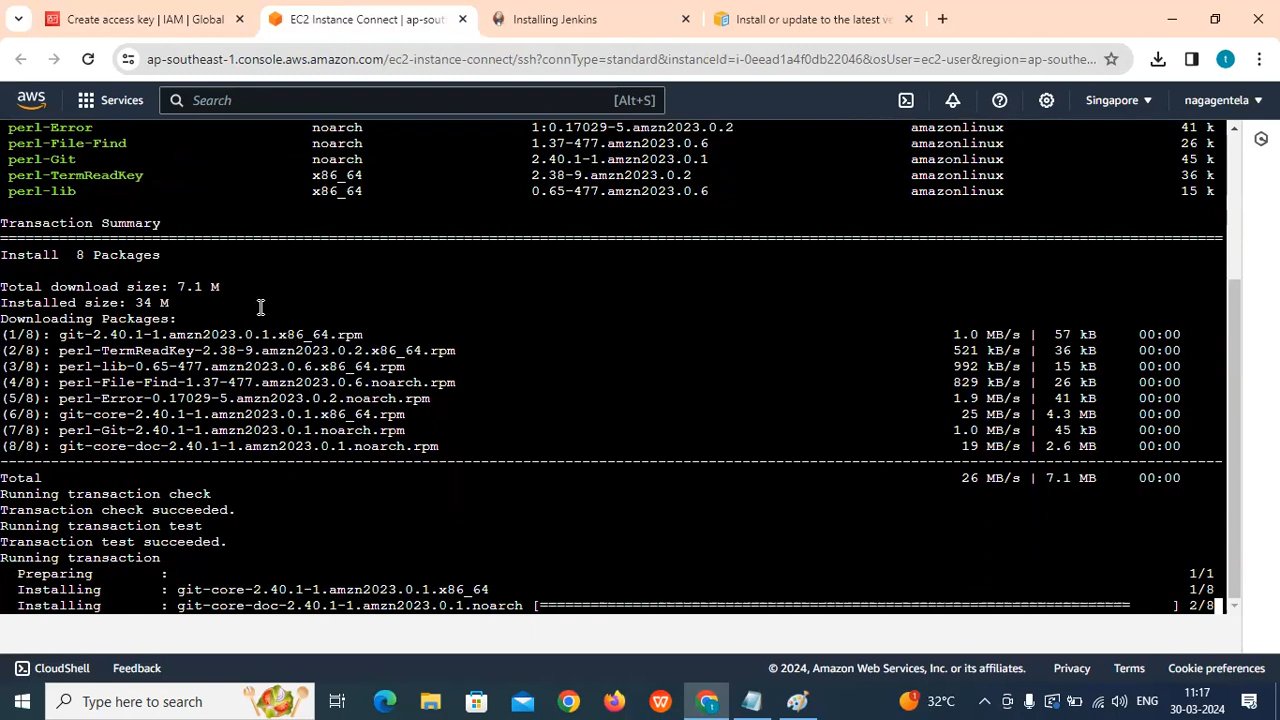 Create access key | IAM | Global
EC2 Instance Connect | ap-sout
Installing Jenkins
Install or update to the latest ve
ap-southeast-1.console.aws.amazon.com/ec2-instance-connect/ssh?connType=standard&instanceId=i-0eead1a4f0db22046&osUser=ec2-user&region=ap-southe...
t
aws
Services
Search
[Alt+S]
Singapore
nagagentela
perl-Error noarch 1:0.17029-5.amzn2023.0.2 amazonlinux 41 k
perl-File-Find noarch 1.37-477.amzn2023.0.6 amazonlinux 26 k
perl-Git noarch 2.40.1-1.amzn2023.0.1 amazonlinux 45 k
perl-TermReadKey x86_64 2.38-9.amzn2023.0.2 amazonlinux 36 k
perl-lib x86_64 0.65-477.amzn2023.0.6 amazonlinux 15 k
Transaction Summary
Install 8 Packages
Total download size: 7.1 M
Installed size: 34 M
Downloading Packages:
(1/8): git-2.40.1-1.amzn2023.0.1.x86_64.rpm 1.0 MB/s | 57 kB 00:00
(2/8): perl-TermReadKey-2.38-9.amzn2023.0.2.x86_64.rpm 521 kB/s | 36 kB 00:00
(3/8): perl-lib-0.65-477.amzn2023.0.6.x86_64.rpm 992 kB/s | 15 kB 00:00
(4/8): perl-File-Find-1.37-477.amzn2023.0.6.noarch.rpm 829 kB/s | 26 kB 00:00
(5/8): perl-Error-0.17029-5.amzn2023.0.2.noarch.rpm 1.9 MB/s | 41 kB 00:00
(6/8): git-core-2.40.1-1.amzn2023.0.1.x86_64.rpm 25 MB/s | 4.3 MB 00:00
(7/8): perl-Git-2.40.1-1.amzn2023.0.1.noarch.rpm 1.0 MB/s | 45 kB 00:00
(8/8): git-core-doc-2.40.1-1.amzn2023.0.1.noarch.rpm 19 MB/s | 2.6 MB 00:00
Total 26 MB/s | 7.1 MB 00:00
Running transaction check
Transaction check succeeded.
Running transaction test
Transaction test succeeded.
Running transaction
Preparing : 1/1
Installing : git-core-2.40.1-1.amzn2023.0.1.x86_64 1/8
Installing : git-core-doc-2.40.1-1.amzn2023.0.1.noarch [====================================================================== ] 2/8
CloudShell
Feedback
© 2024, Amazon Web Services, Inc. or its affiliates.
Privacy
Terms
Cookie preferences
Type here to search
32°C
ENG
11:17
30-03-2024